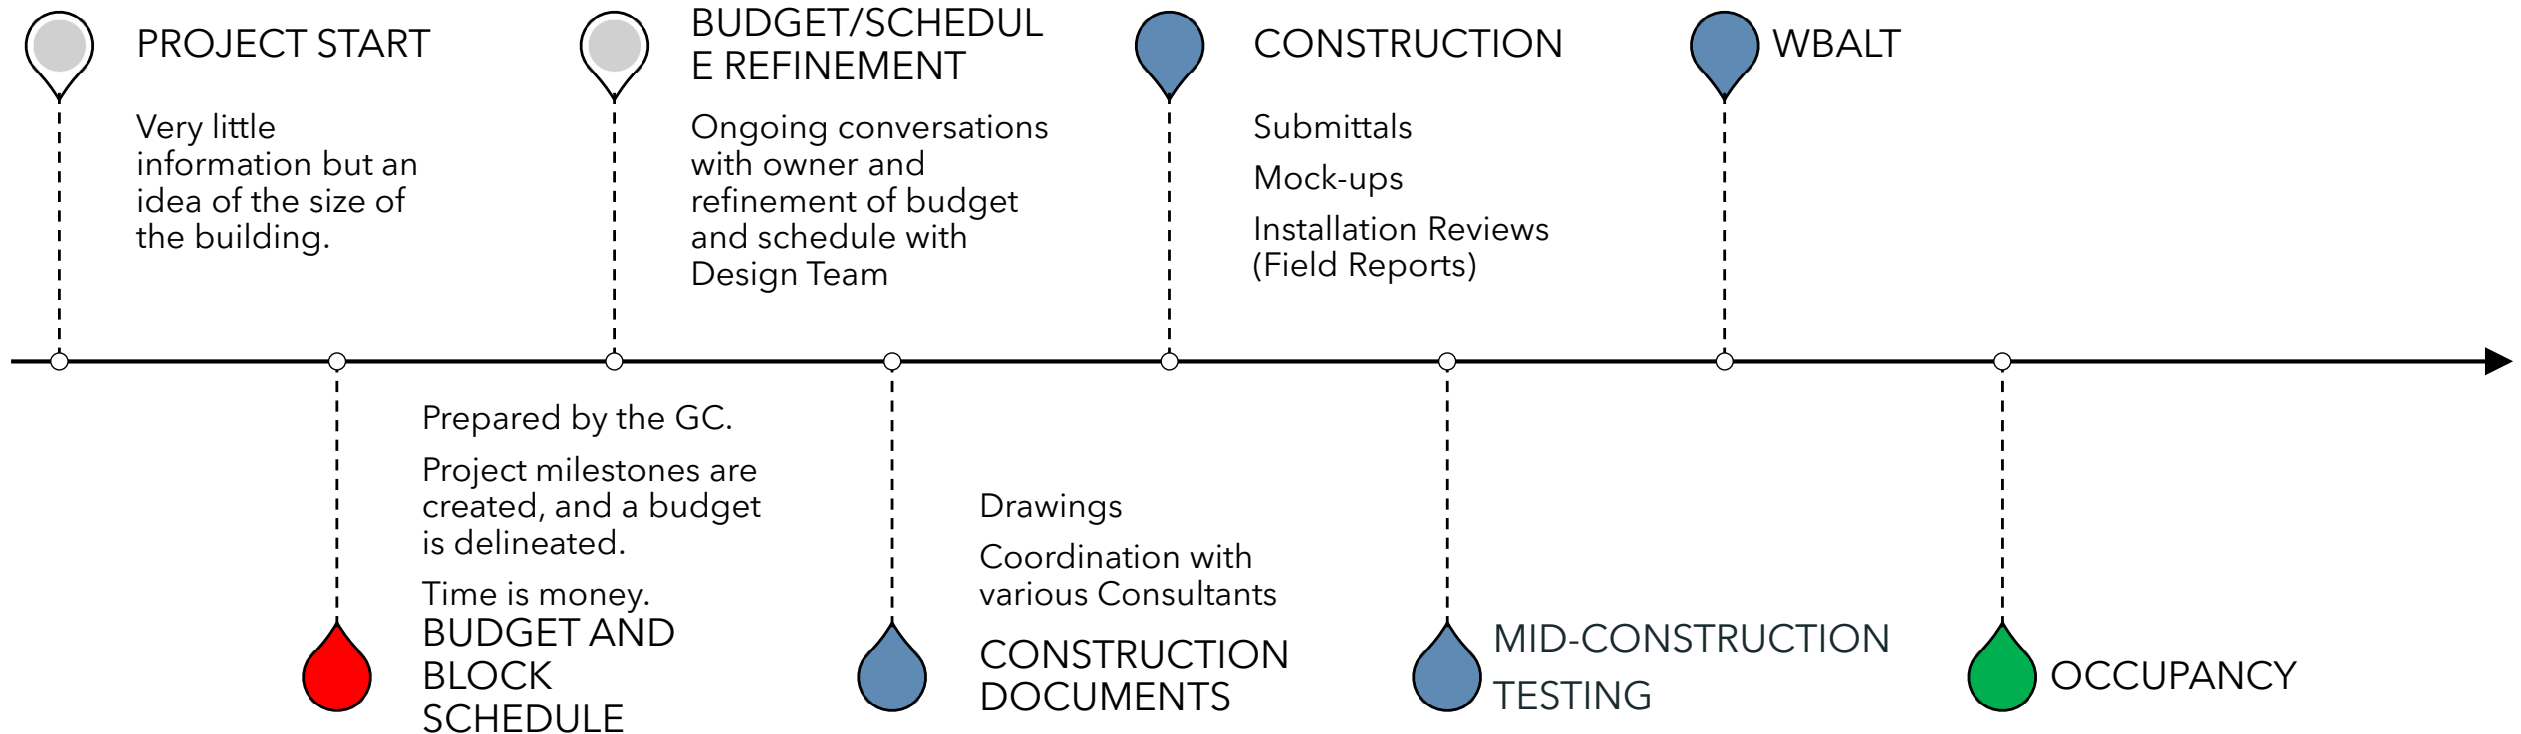 PROJECT START
Very little
information but an
idea of the size of
the building.
BUDGET/SCHEDUL
E REFINEMENT
Ongoing conversations
with owner and
refinement of budget
and schedule with
Design Team
CONSTRUCTION
Submittals
Mock-ups
Installation Reviews
(Field Reports)
WBALT
Prepared by the GC.
Project milestones are
created, and a budget
is delineated.
Time is money.
BUDGET AND
BLOCK
SCHEDULE
Drawings
Coordination with
various Consultants
CONSTRUCTION
DOCUMENTS
MID-CONSTRUCTION
TESTING
OCCUPANCY